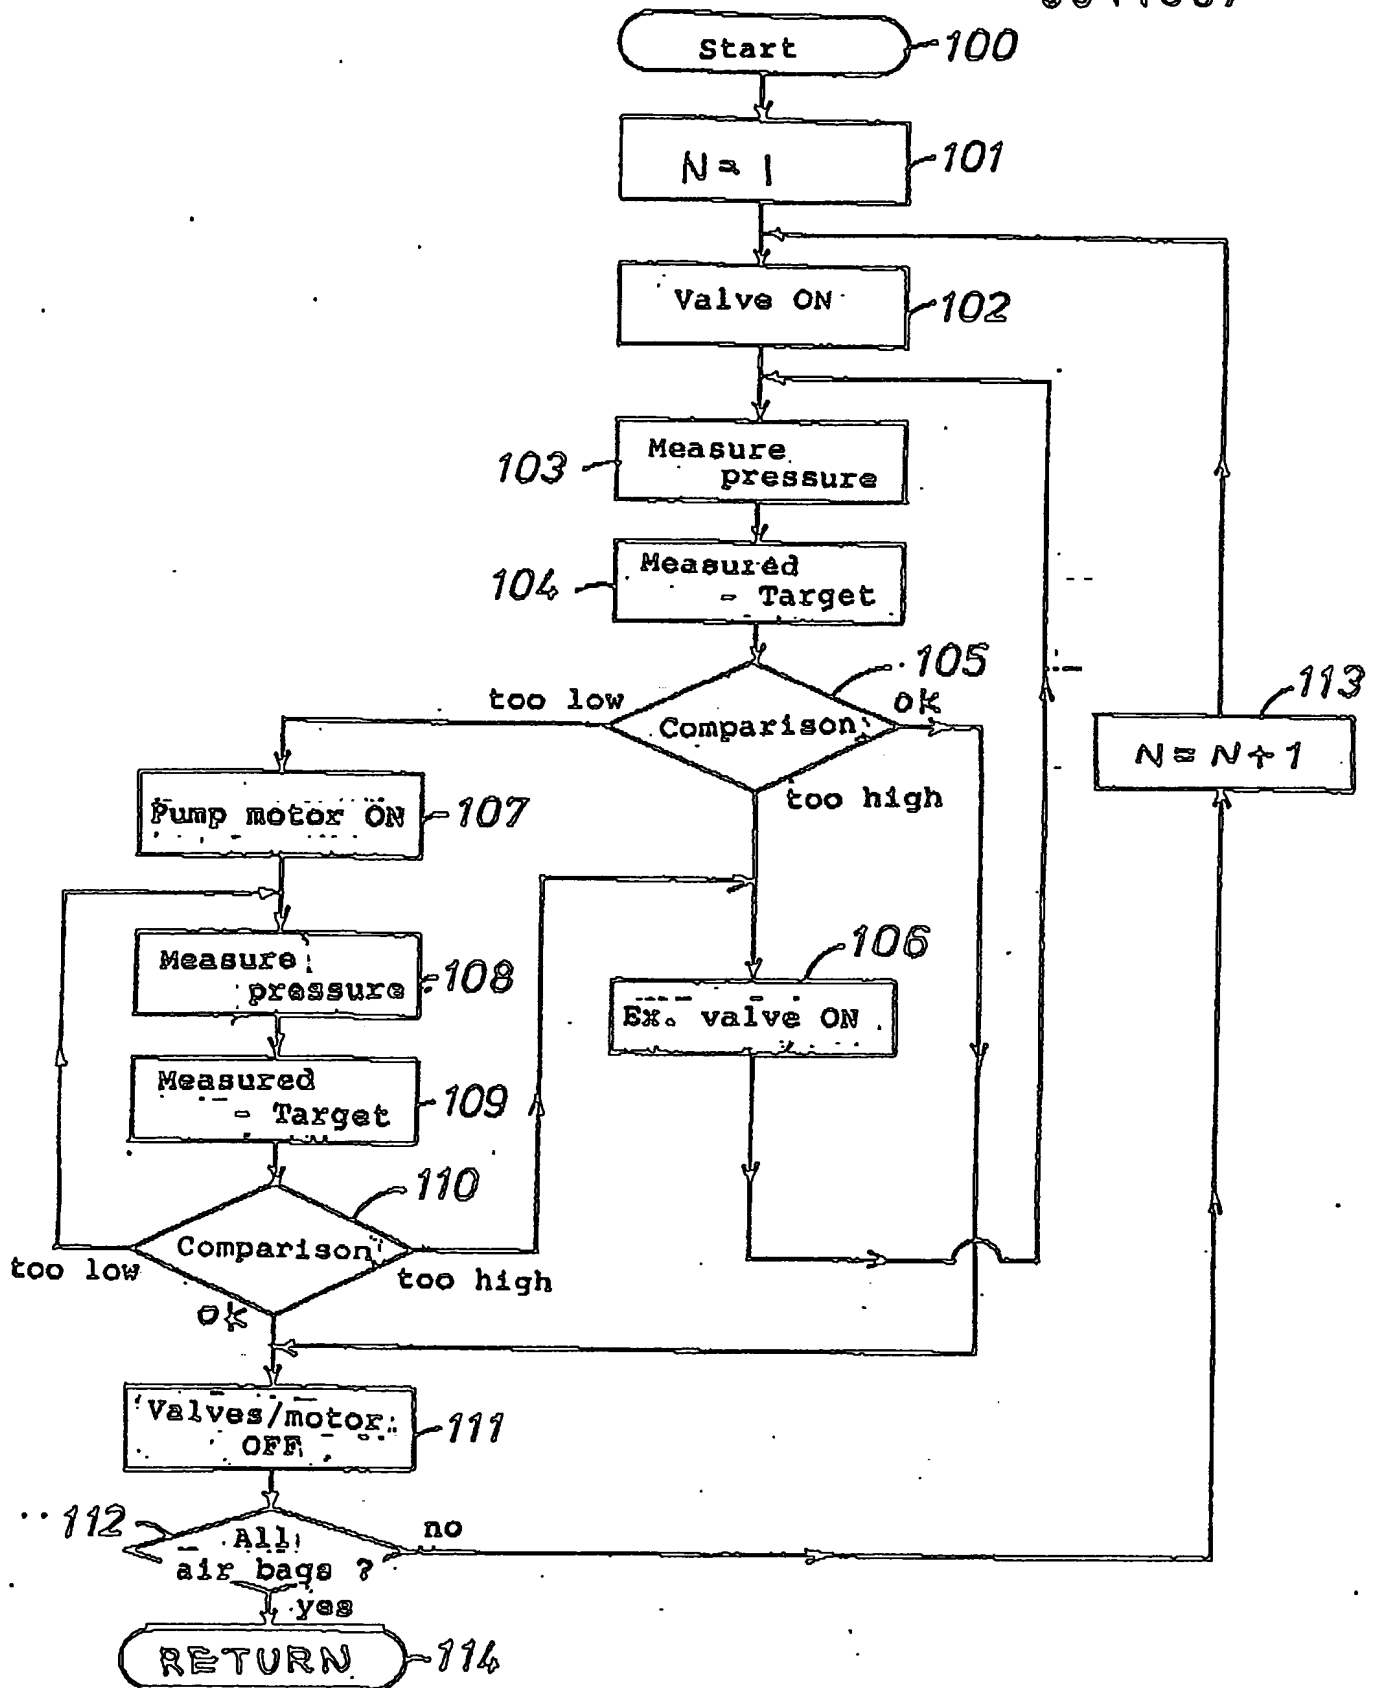 Start
100
N = 1
101
Valve ON
102
Measure
pressure
103
Measured
- Target
104
105
too low
ok
Comparison
too high
113
N = N + 1
Pump motor ON
107
106
Measure
pressure
108
Ex. valve ON
Measured
- Target
109
110
Comparison
too low
too high
ok
Valves/motor
OFF
111
112
All
air bags ?
no
yes
RETURN
114